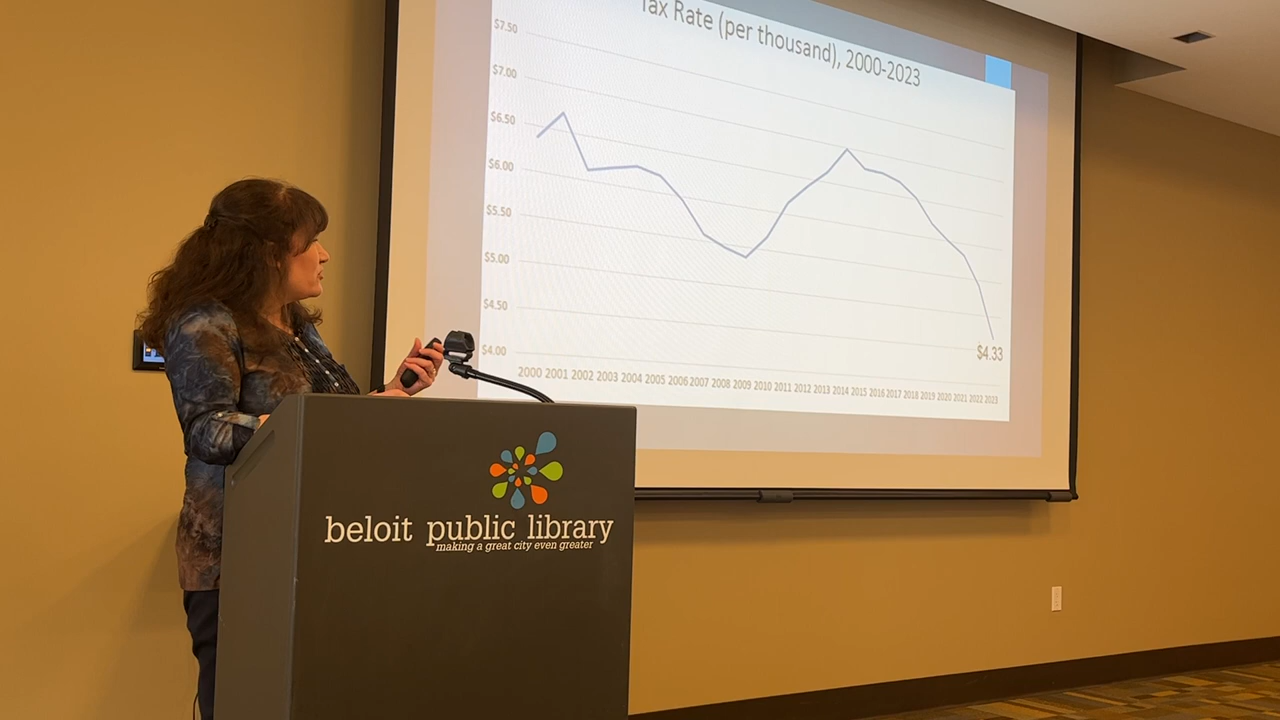 Tax Rate (per thousand), 2000-2023
$7.50
$7.00
$6.50
$6.00
$5.50
$5.00
$4.50
$4.00
$4.33
2000 2001 2002 2003 2004 2005 2006 2007 2008 2009 2010 2011 2012 2013 2014 2015 2016 2017 2018 2019 2020 2021 2022 2023
beloit public library
making a great city even greater